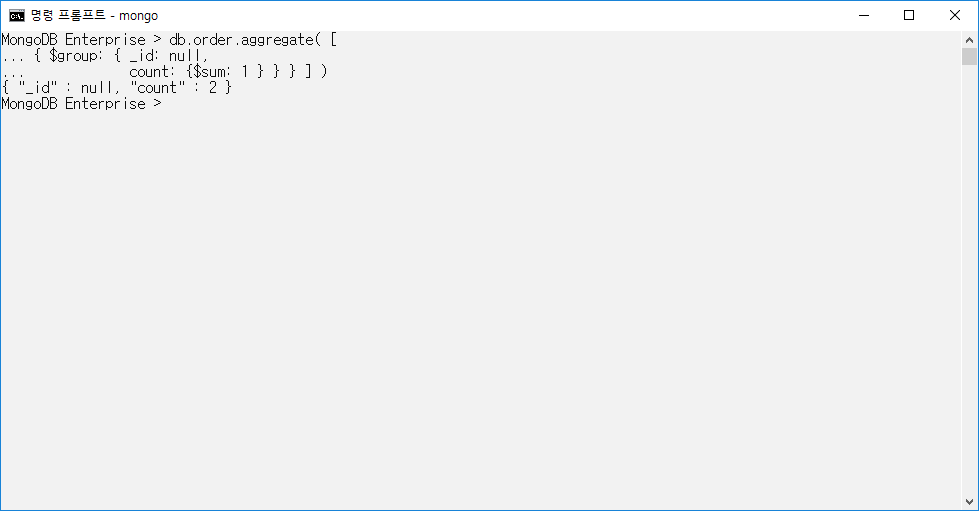 명령 프롬프트 - mongo
MongoDB Enterprise > db.order.aggregate( [
... { $group: { _id: null,
...             count: {$sum: 1 } } } ] )
{ "_id" : null, "count" : 2 }
MongoDB Enterprise >